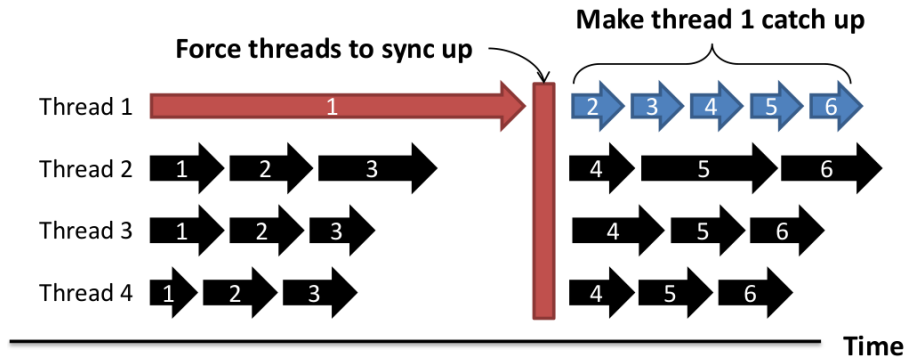 Make thread 1 catch up
Force threads to sync up
Thread 1 1 2 3 4 5 6
Thread 2 1 2 3 4 5 6
Thread 3 1 2 3 4 5 6
Thread 4 1 2 3 4 5 6
Time